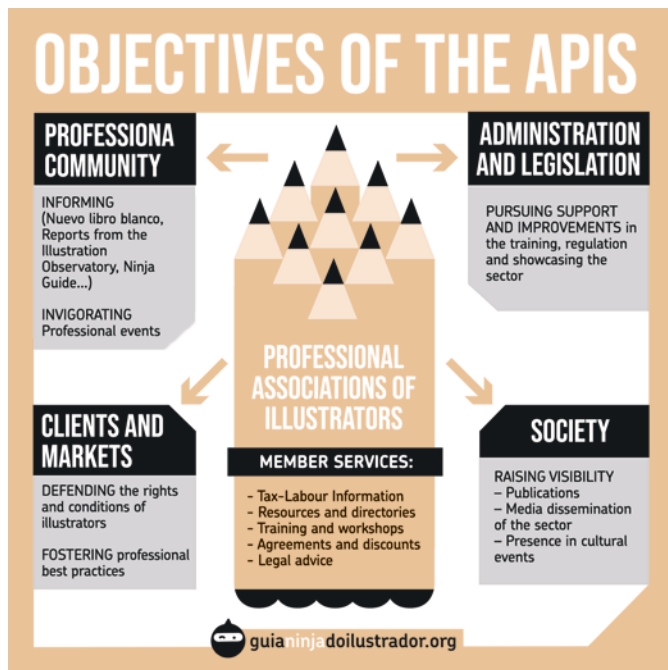 OBJECTIVES OF THE APIS
PROFESSIONA
COMMUNITY
INFORMING
(Nuevo libro blanco,
Reports from the
Illustration
Observatory, Ninja
Guide...)
INVIGORATING
Professional events
ADMINISTRATION
AND LEGISLATION
PURSUING SUPPORT
AND IMPROVEMENTS in
the training, regulation
and showcasing the
sector
PROFESSIONAL
ASSOCIATIONS OF
ILLUSTRATORS
MEMBER SERVICES:
- Tax-Labour Information
- Resources and directories
- Training and workshops
- Agreements and discounts
- Legal advice
CLIENTS AND
MARKETS
DEFENDING the rights
and conditions of
illustrators
FOSTERING professional
best practices
SOCIETY
RAISING VISIBILITY
– Publications
– Media dissemination
of the sector
– Presence in cultural
events
guianinjadoilustrador.org